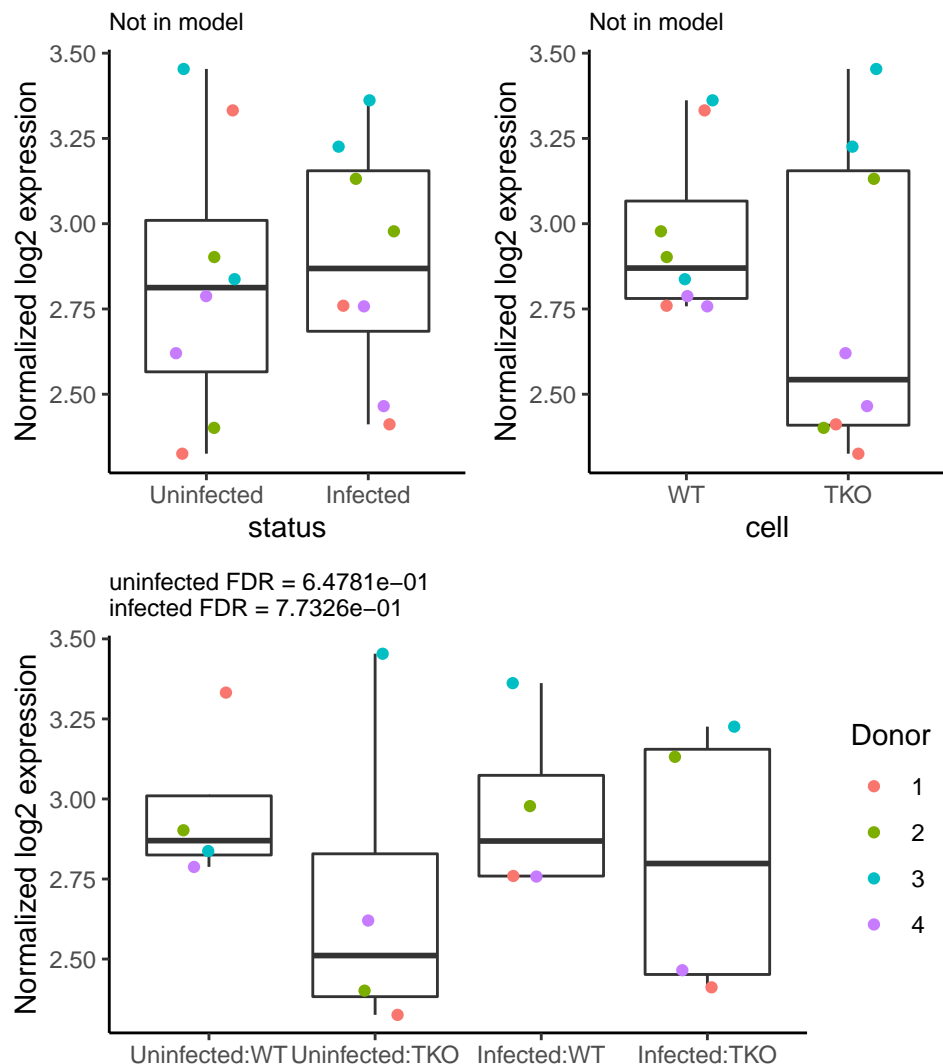 Not in model
Normalized log2 expression
3.50
3.25
3.00
2.75
2.50
Uninfected Infected
status
Not in model
Normalized log2 expression
3.50
3.25
3.00
2.75
2.50
WT TKO
cell
uninfected FDR = 6.4781e−01
infected FDR = 7.7326e−01
Normalized log2 expression
3.50
3.25
3.00
2.75
2.50
Uninfected:WT Uninfected:TKO Infected:WT Infected:TKO
Donor
1
2
3
4